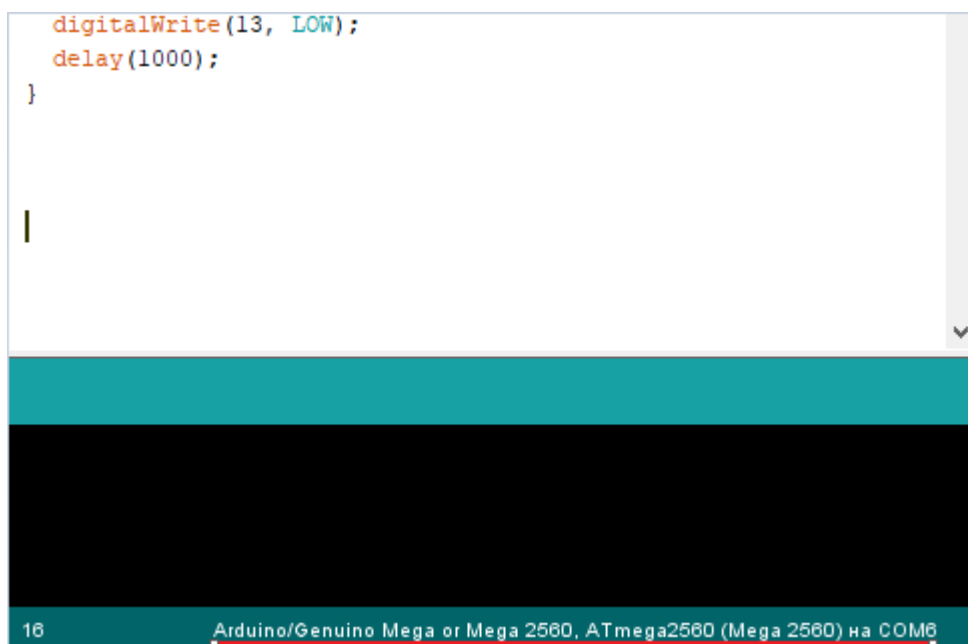 digitalWrite(13, LOW);
delay(1000);
}
16 Arduino/Genuino Mega or Mega 2560, ATmega2560 (Mega 2560) на COM6